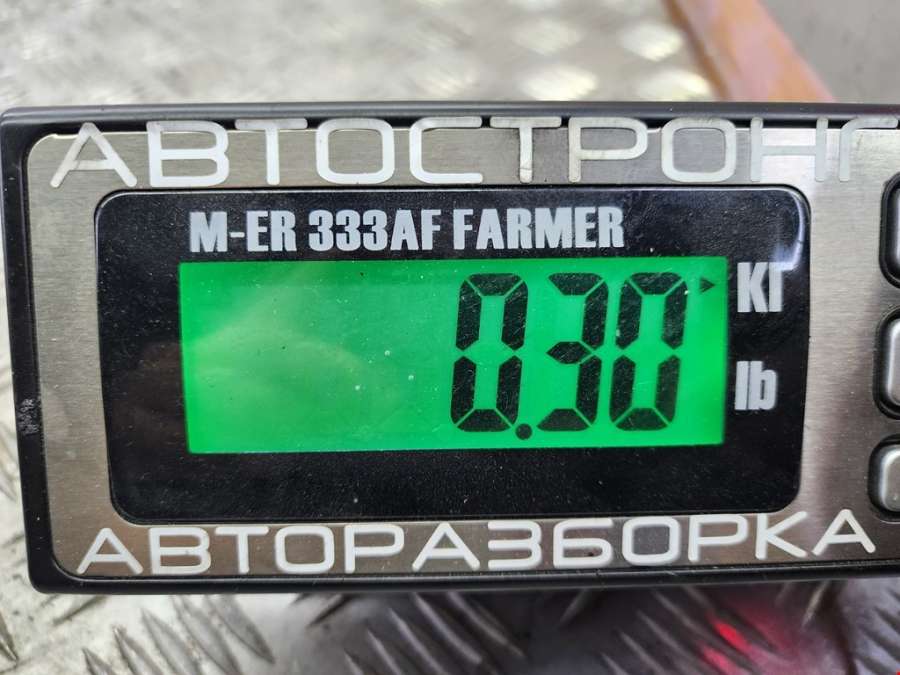 АВТОСТРОНГ
M-ER 333AF FARMER
0.30
КГ
lb
АВТОРАЗБОРКА